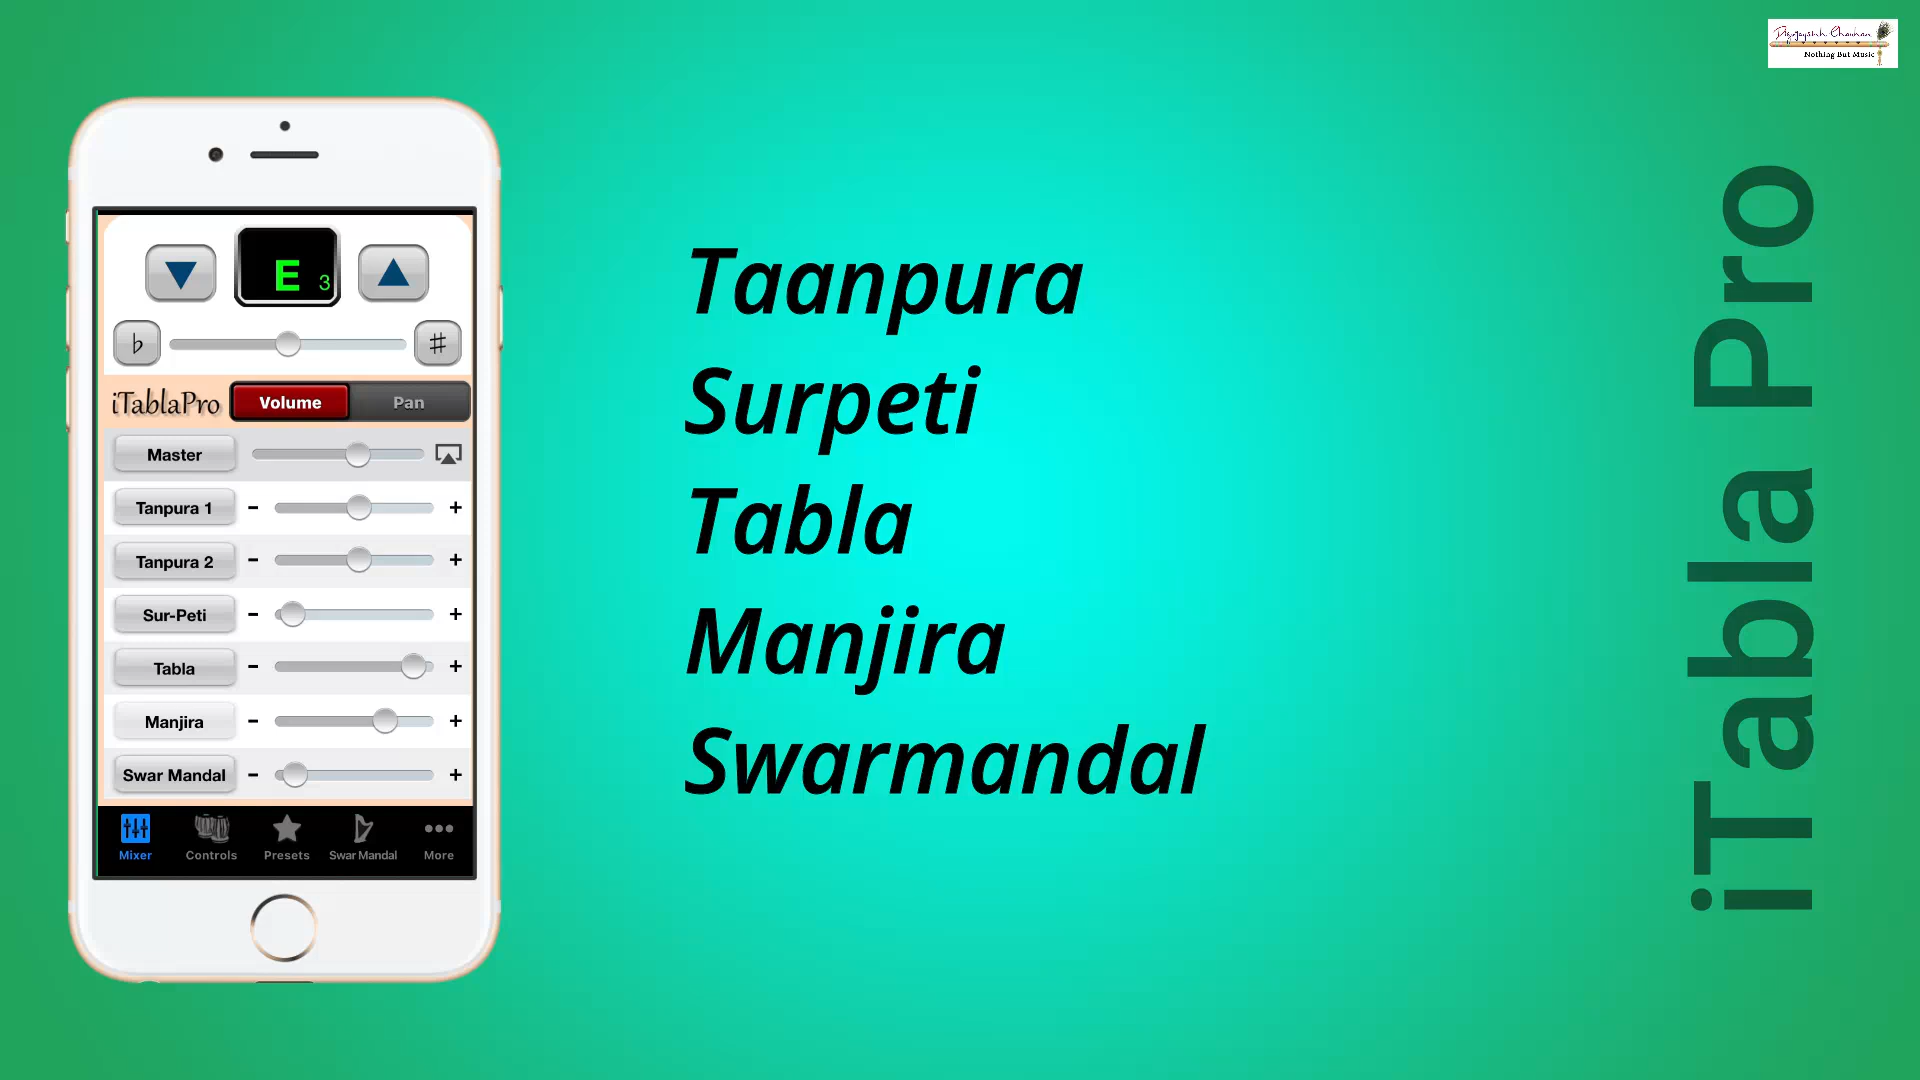 Nothing But Music
E 3
♭ ♯
iTablaPro Volume Pan
Master
Tanpura 1 - +
Tanpura 2 - +
Sur-Peti - +
Tabla - +
Manjira - +
Swar Mandal - +
Mixer Controls Presets Swar Mandal More
Taanpura
Surpeti
Tabla
Manjira
Swarmandal
iTabla Pro